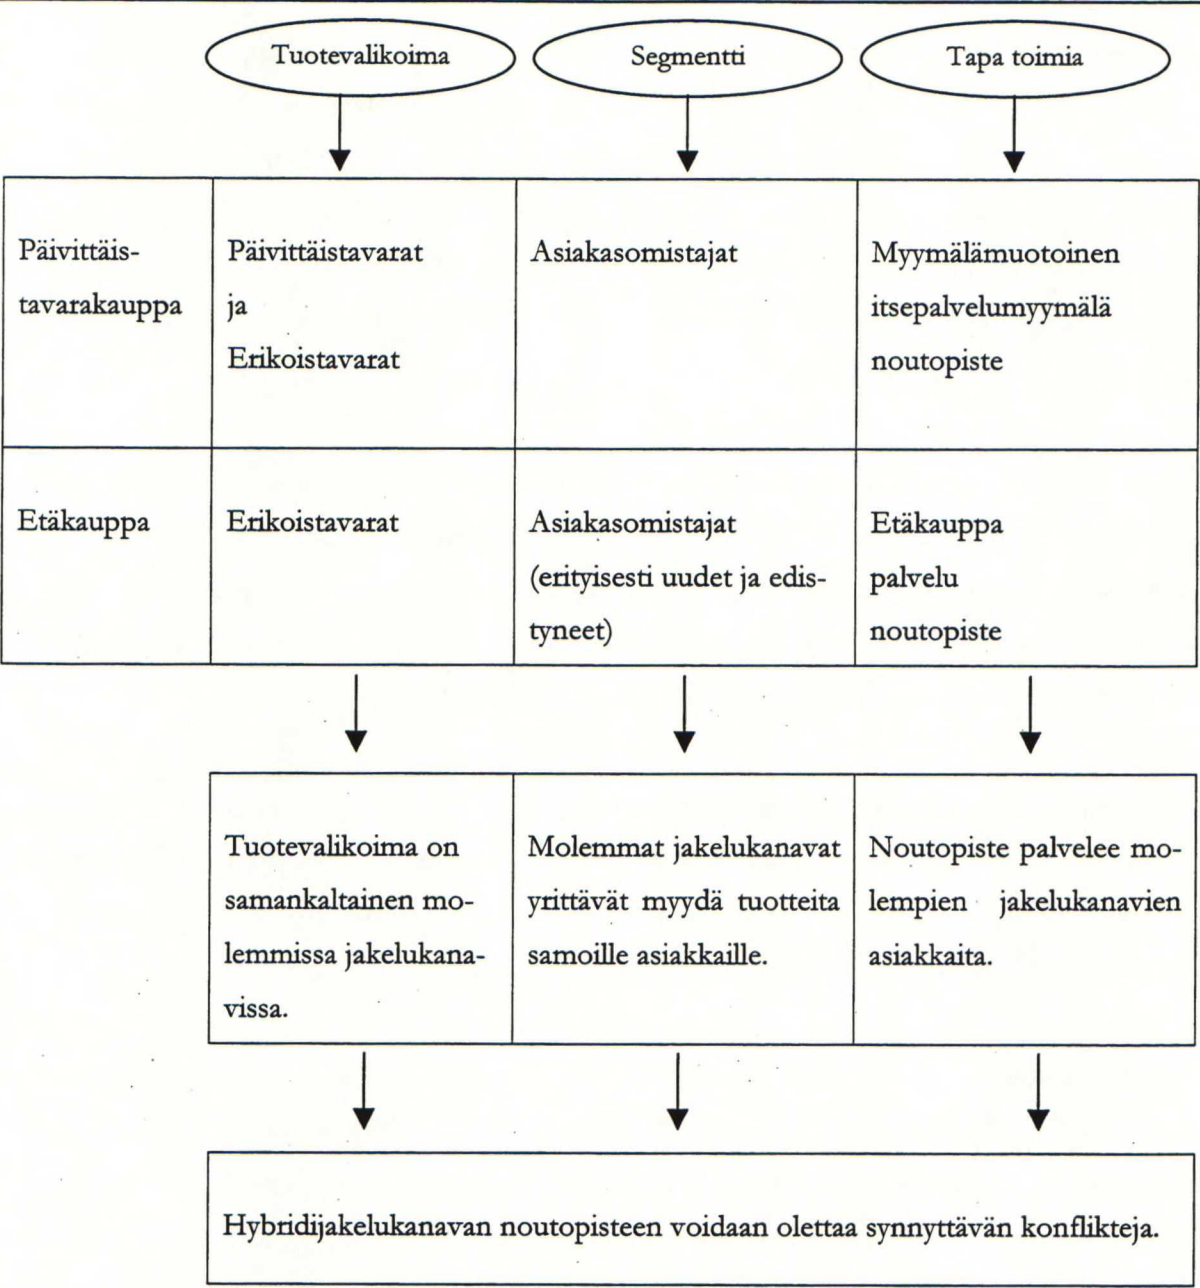 Tuotevalikoima
Segmentti
Tapa toimia
Päivittäis-
tavarakauppa
Päivittäistavarat
ja
Erikoistavarat
Asiakasomistajat
Myymälämuotoinen
itsepalvelumyymälä
noutopiste
Etäkauppa
Erikoistavarat
Asiakasomistajat
(erityisesti uudet ja edis-
tyneet)
Etäkauppa
palvelu
noutopiste
Tuotevalikoima on
samankaltainen mo-
lemmissa jakelukana-
vissa.
Molemmat jakelukanavat
yrittävät myydä tuotteita
samoille asiakkaille.
Noutopiste palvelee mo-
lempien jakelukanavien
asiakkaita.
Hybridijakelukanavan noutopisteen voidaan olettaa synnyttävän konflikteja.